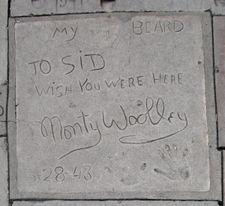 MY BEARD
TO SID
WISH YOU WERE HERE
Monty Woolley
28-43